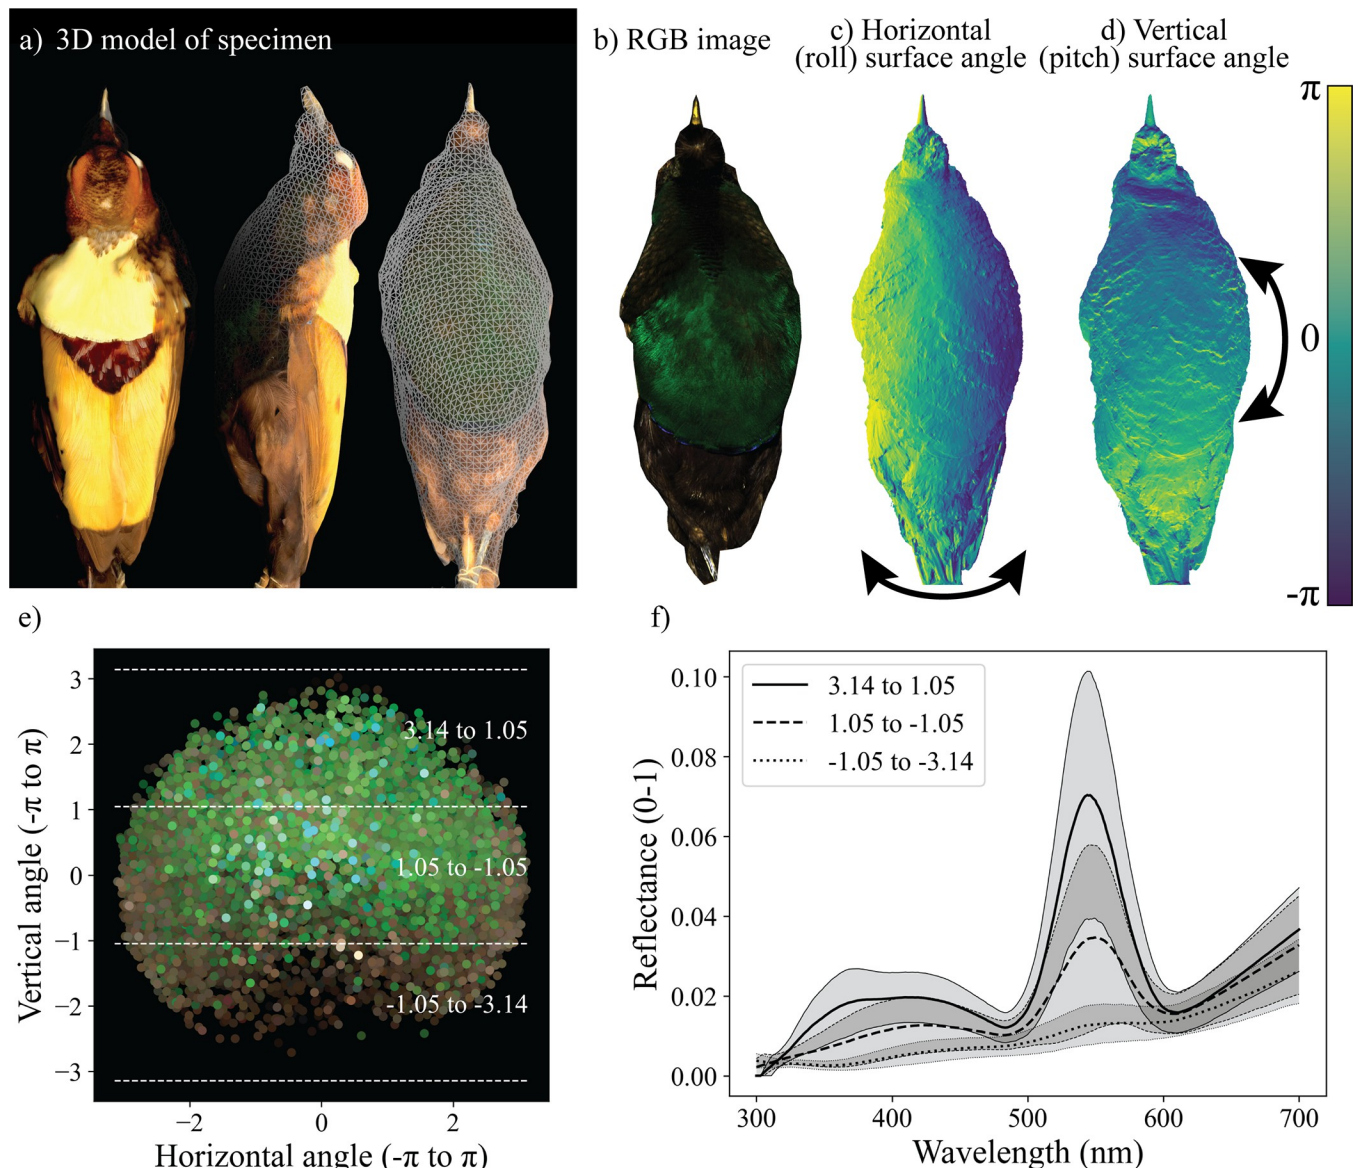 a) 3D model of specimen
b) RGB image
c) Horizontal
(roll) surface angle
d) Vertical
(pitch) surface angle
π
0
-π
e)
3
2
1
0
−1
−2
−3
Vertical angle (-π to π)
3.14 to 1.05
1.05 to -1.05
-1.05 to -3.14
−2
0
2
Horizontal angle (-π to π)
f)
0.10
0.08
0.06
0.04
0.02
0.00
Reflectance (0-1)
3.14 to 1.05
1.05 to -1.05
-1.05 to -3.14
300
400
500
600
700
Wavelength (nm)